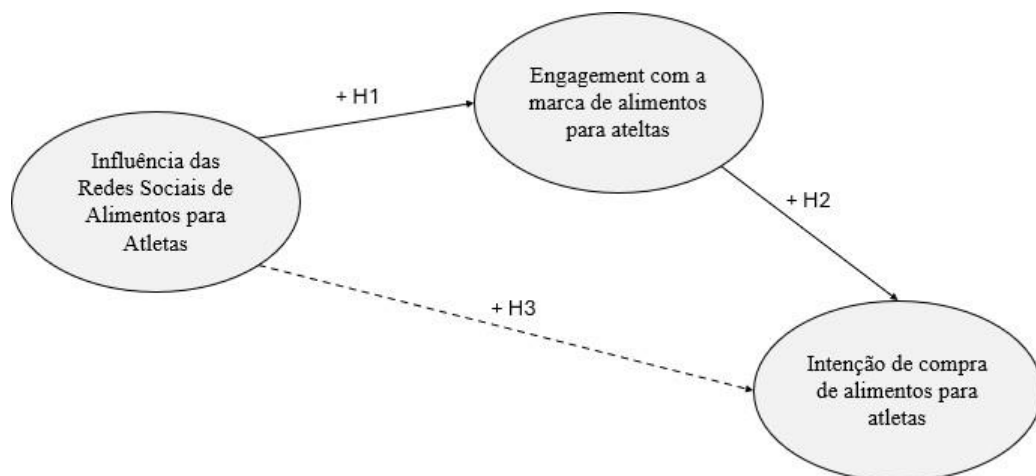 Engagement com a
marca de alimentos
para ateltas
+ H1
Influência das
Redes Sociais de
Alimentos para
Atletas
+ H2
+ H3
Intenção de compra
de alimentos para
atletas